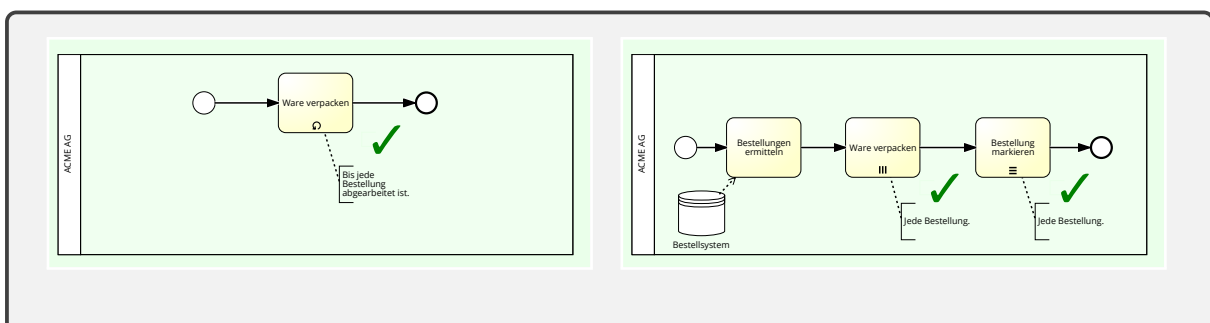 ACME AG
Ware verpacken
Bis jede
Bestellung
abgearbeitet ist.
ACME AG
Bestellungen
ermitteln
Ware verpacken
Bestellung
markieren
Jede Bestellung.
Jede Bestellung.
Bestellsystem